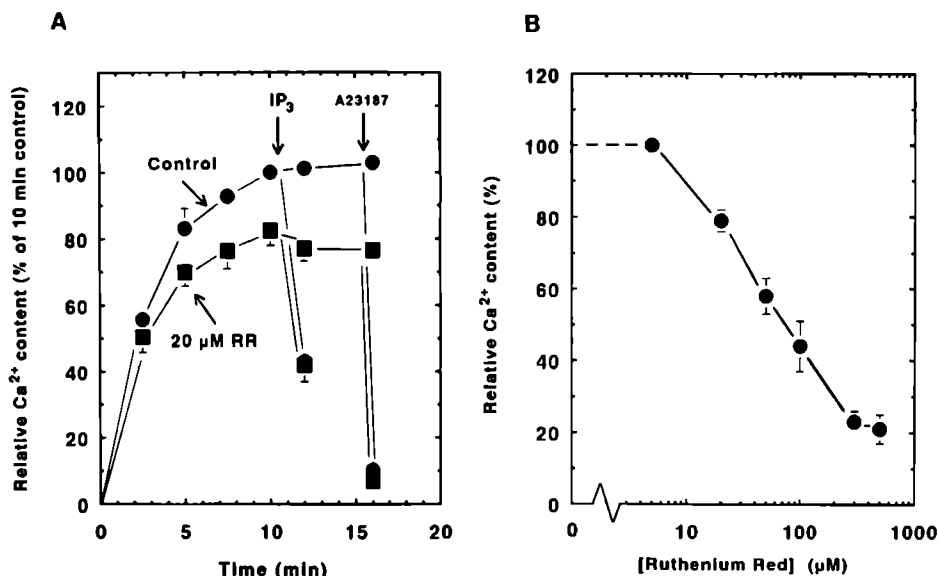 A
B
Relative Ca²⁺ content (% of 10 min control)
120
100
80
60
40
20
0
IP₃
A23187
Control
20 µM RR
0
5
10
15
20
Time (min)
Relative Ca²⁺ content (%)
120
100
80
60
40
20
0
0
10
100
1000
[Ruthenium Red] (µM)